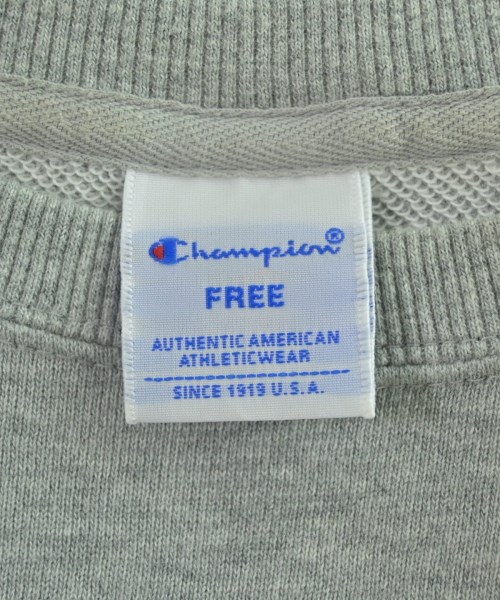 Champion®
FREE
AUTHENTIC AMERICAN
ATHLETICWEAR
SINCE 1919 U.S.A.